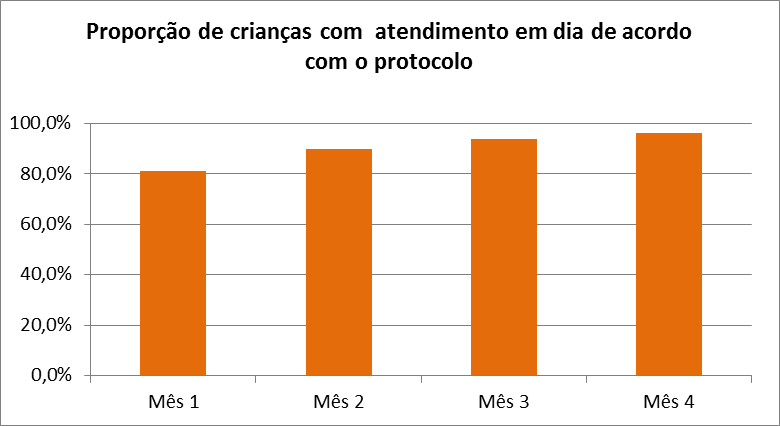 Proporção de crianças com  atendimento em dia de acordo
com o protocolo
100,0%
80,0%
60,0%
40,0%
20,0%
0,0%
Mês 1
Mês 2
Mês 3
Mês 4